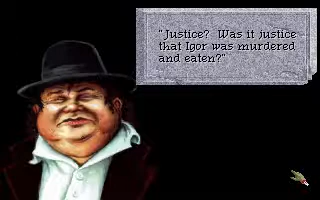 "Justice? Was it justice
that Igor was murdered
and eaten?"